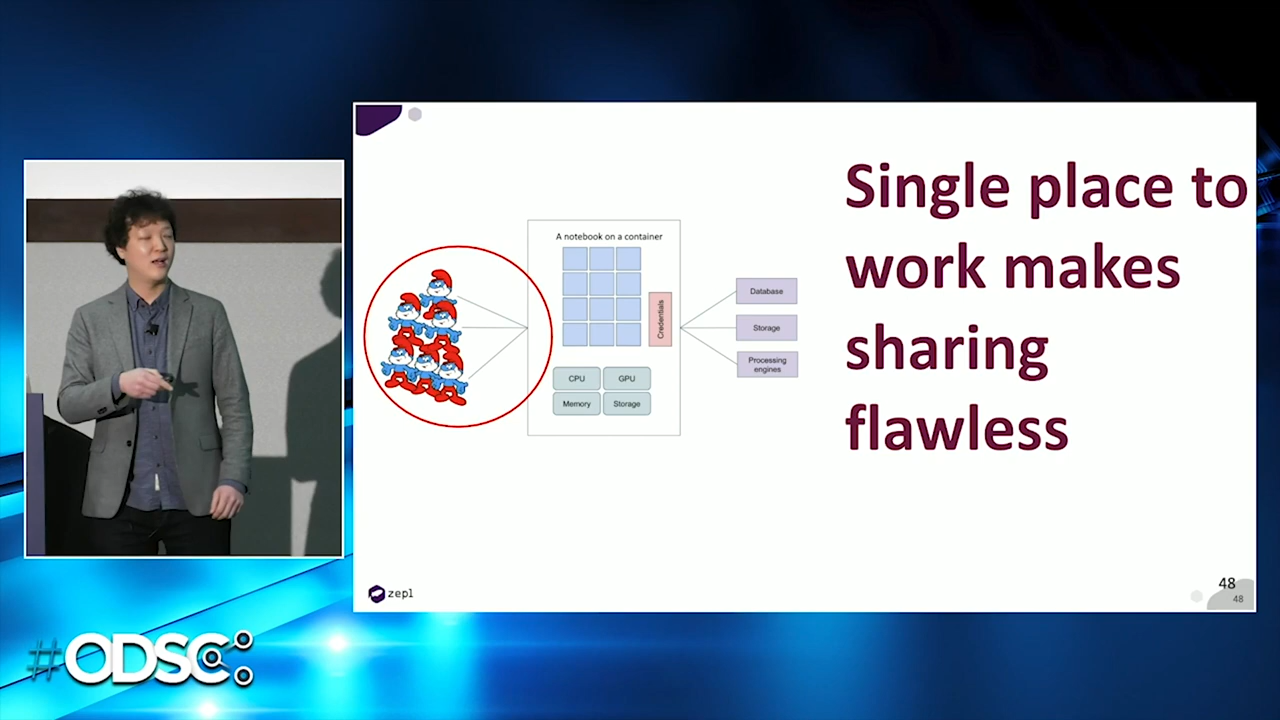 Single place to
work makes
sharing
flawless
A notebook on a container
Credentials
CPU
GPU
Memory
Storage
Database
Storage
Processing
engines
zepl
48
48
#ODSC